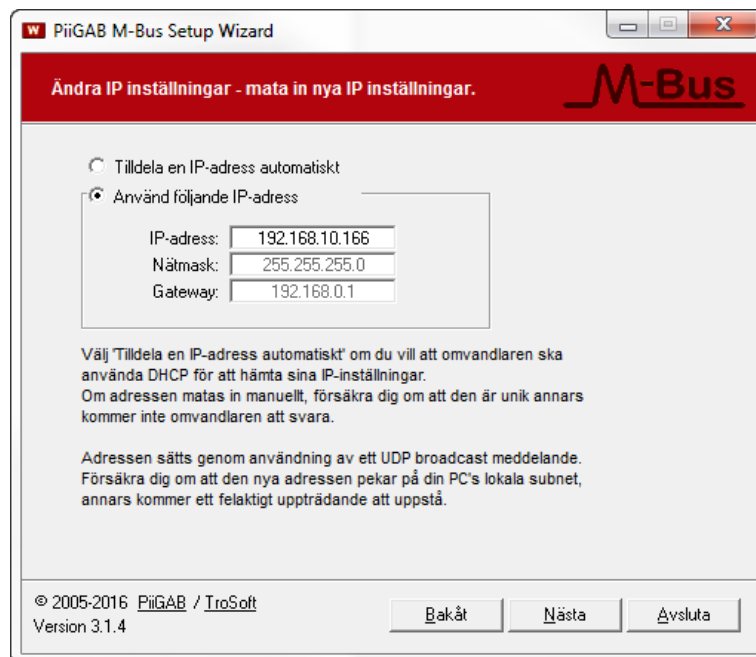 PiiGAB M-Bus Setup Wizard
Ändra IP inställningar - mata in nya IP inställningar.
M-Bus
Tilldela en IP-adress automatiskt
Använd följande IP-adress
IP-adress: 192.168.10.166
Nätmask: 255.255.255.0
Gateway: 192.168.0.1
Välj 'Tilldela en IP-adress automatiskt' om du vill att omvandlaren ska
använda DHCP för att hämta sina IP-inställningar.
Om adressen matas in manuellt, försäkra dig om att den är unik annars
kommer inte omvandlaren att svara.
Adressen sätts genom användning av ett UDP broadcast meddelande.
Försäkra dig om att den nya adressen pekar på din PC's lokala subnet,
annars kommer ett felaktigt uppträdande att uppstå.
© 2005-2016 PiiGAB / TroSoft
Version 3.1.4
Bakåt Nästa Avsluta